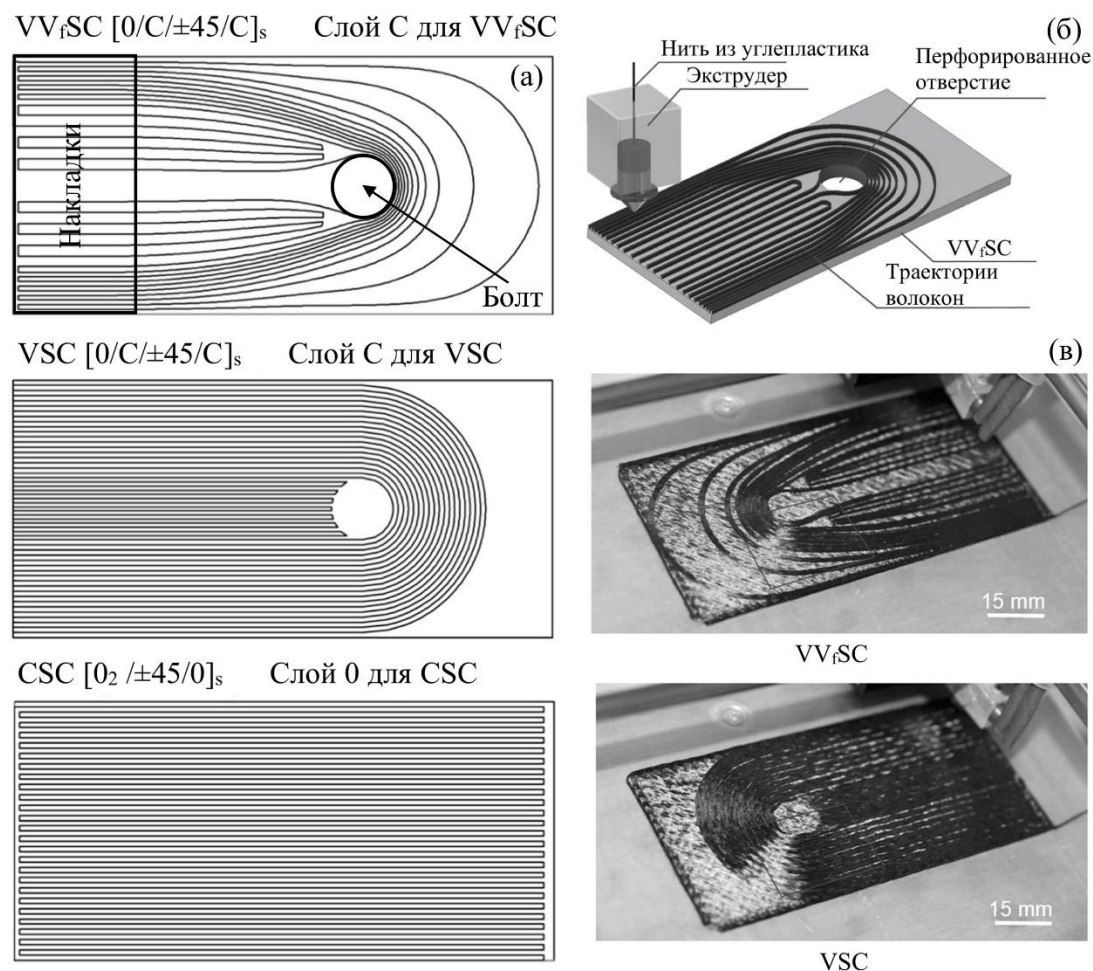 VVfSC [0/C/±45/C]s Слой C для VVfSC
(а)
Накладки
Болт
(б)
Нить из углепластика
Экструдер
Перфорированное
отверстие
VVfSC
Траектории
волокон
VSC [0/C/±45/C]s Слой C для VSC
(в)
15 mm
VVfSC
CSC [02 /±45/0]s Слой 0 для CSC
15 mm
VSC